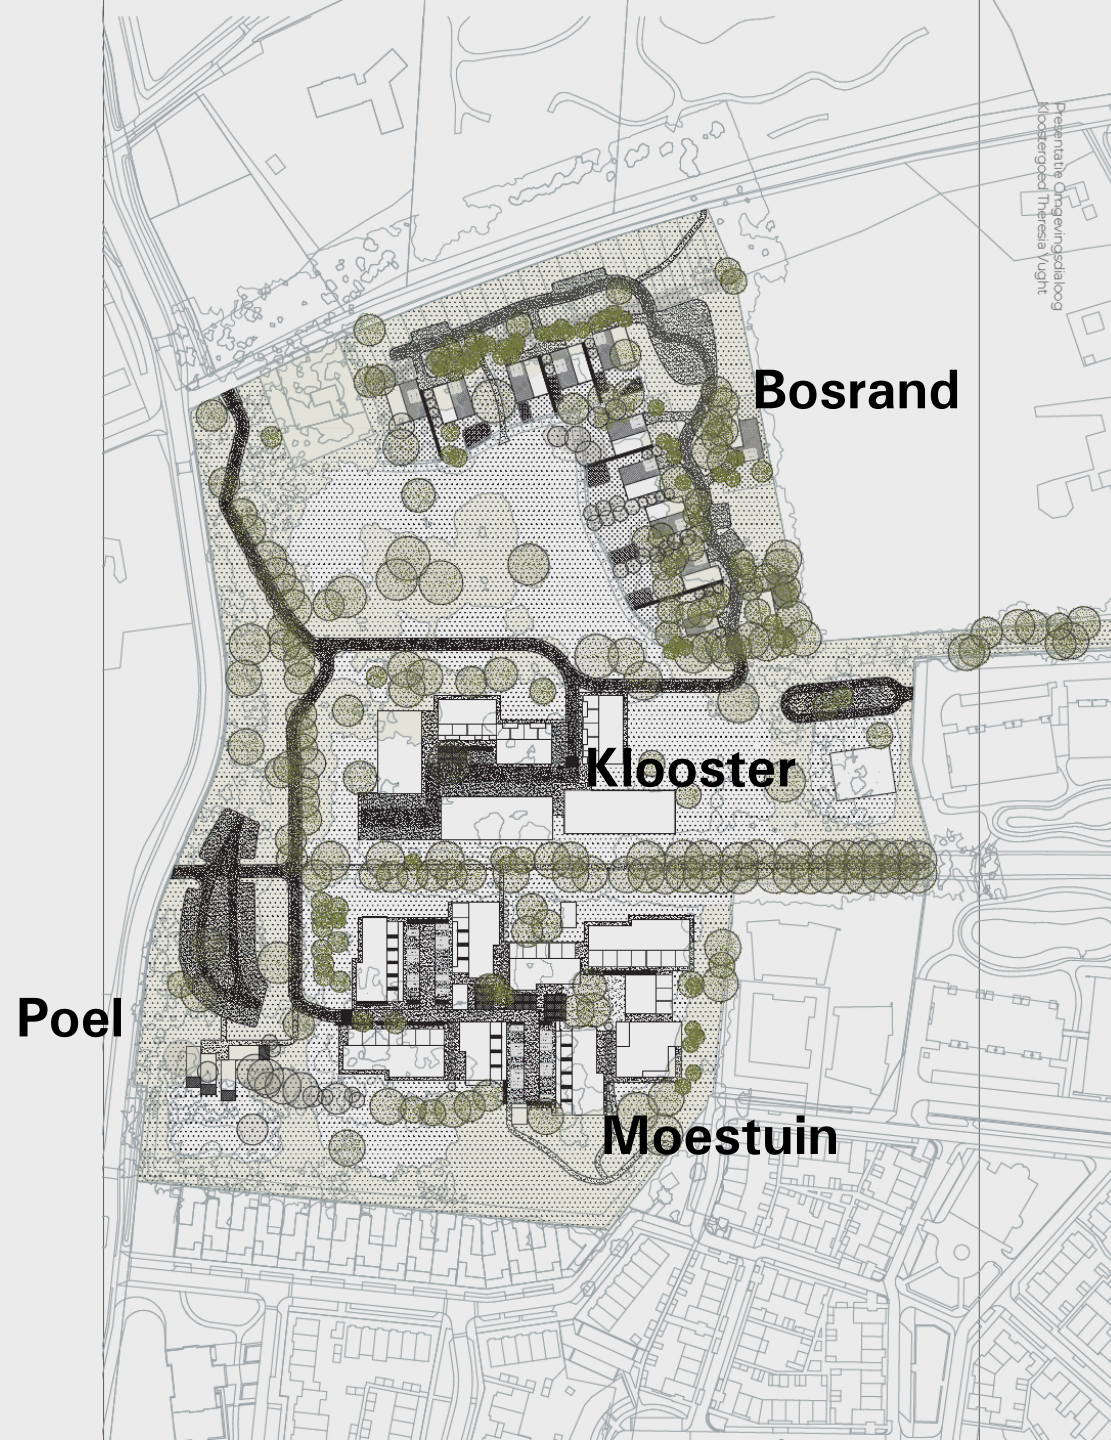 Presentatie Omgevingsdialoog
Kloostergoed Theresia Vught
Bosrand
Klooster
Poel
Moestuin